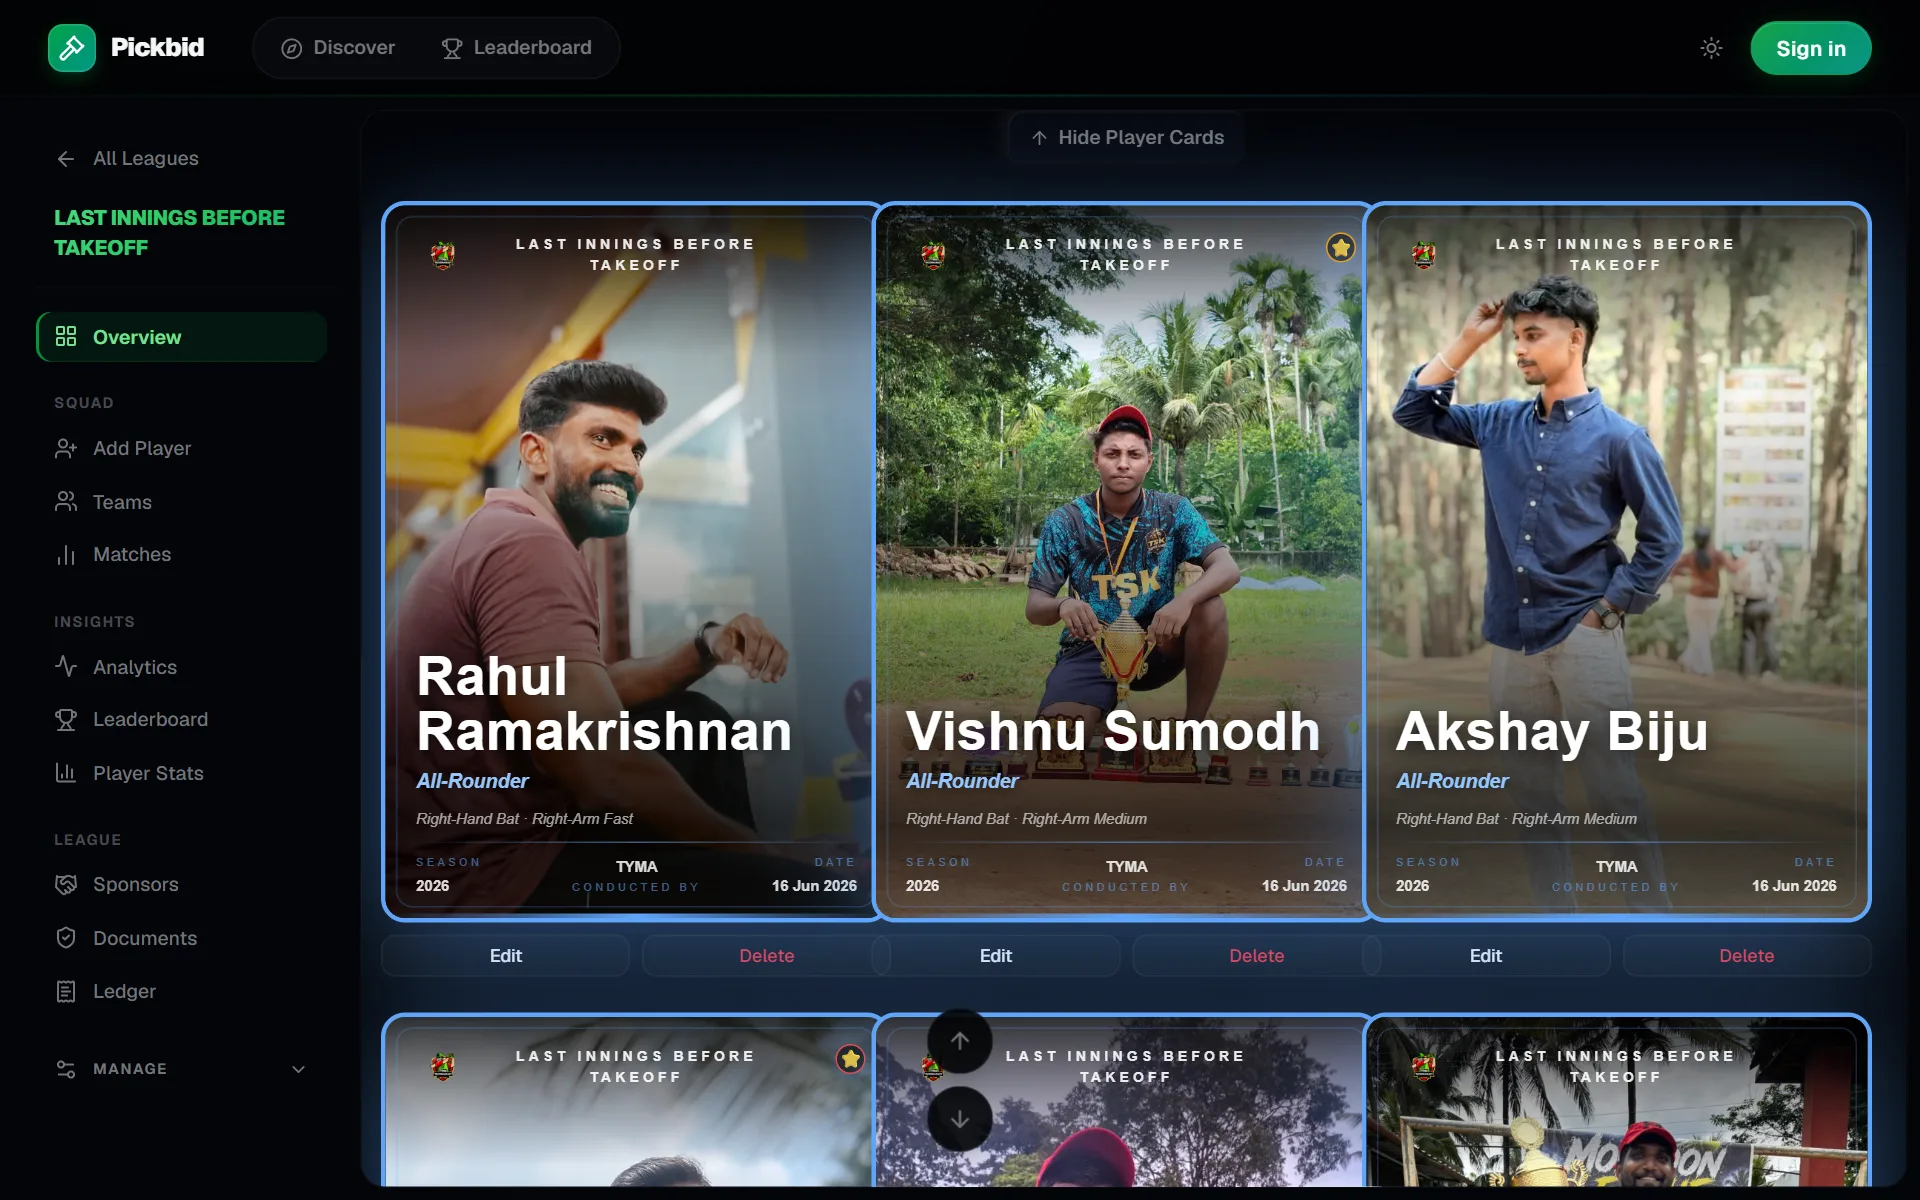 Pickbid
Discover
Leaderboard
Sign in
All Leagues
LAST INNINGS BEFORE
TAKEOFF
Overview
SQUAD
Add Player
Teams
Matches
INSIGHTS
Analytics
Leaderboard
Player Stats
LEAGUE
Sponsors
Documents
Ledger
MANAGE
Hide Player Cards
LAST INNINGS BEFORE
TAKEOFF
Rahul
Ramakrishnan
All-Rounder
Right-Hand Bat · Right-Arm Fast
SEASON
2026
TYMA
CONDUCTED BY
DATE
16 Jun 2026
Edit
Delete
LAST INNINGS BEFORE
TAKEOFF
TSK
TSK
Vishnu Sumodh
All-Rounder
Right-Hand Bat · Right-Arm Medium
SEASON
2026
TYMA
CONDUCTED BY
DATE
16 Jun 2026
Edit
Delete
LAST INNINGS BEFORE
TAKEOFF
Akshay Biju
All-Rounder
Right-Hand Bat · Right-Arm Medium
SEASON
2026
TYMA
CONDUCTED BY
DATE
16 Jun 2026
Edit
Delete
LAST INNINGS BEFORE
TAKEOFF
LAST INNINGS BEFORE
TAKEOFF
LAST INNINGS BEFORE
TAKEOFF